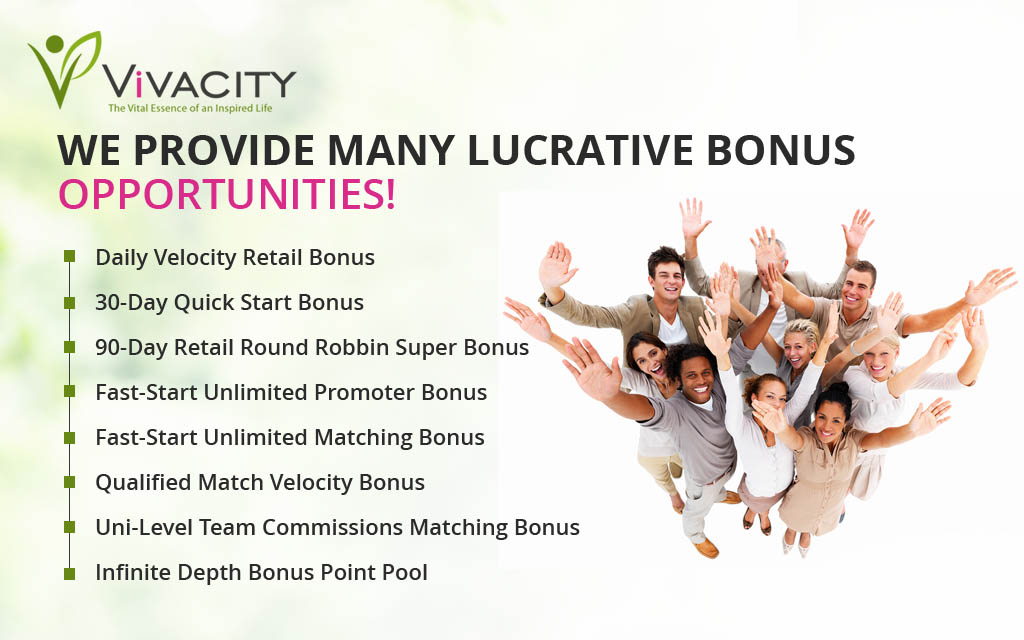 ViVACITY
The Vital Essence of an Inspired Life
WE PROVIDE MANY LUCRATIVE BONUS
OPPORTUNITIES!
Daily Velocity Retail Bonus
30-Day Quick Start Bonus
90-Day Retail Round Robbin Super Bonus
Fast-Start Unlimited Promoter Bonus
Fast-Start Unlimited Matching Bonus
Qualified Match Velocity Bonus
Uni-Level Team Commissions Matching Bonus
Infinite Depth Bonus Point Pool